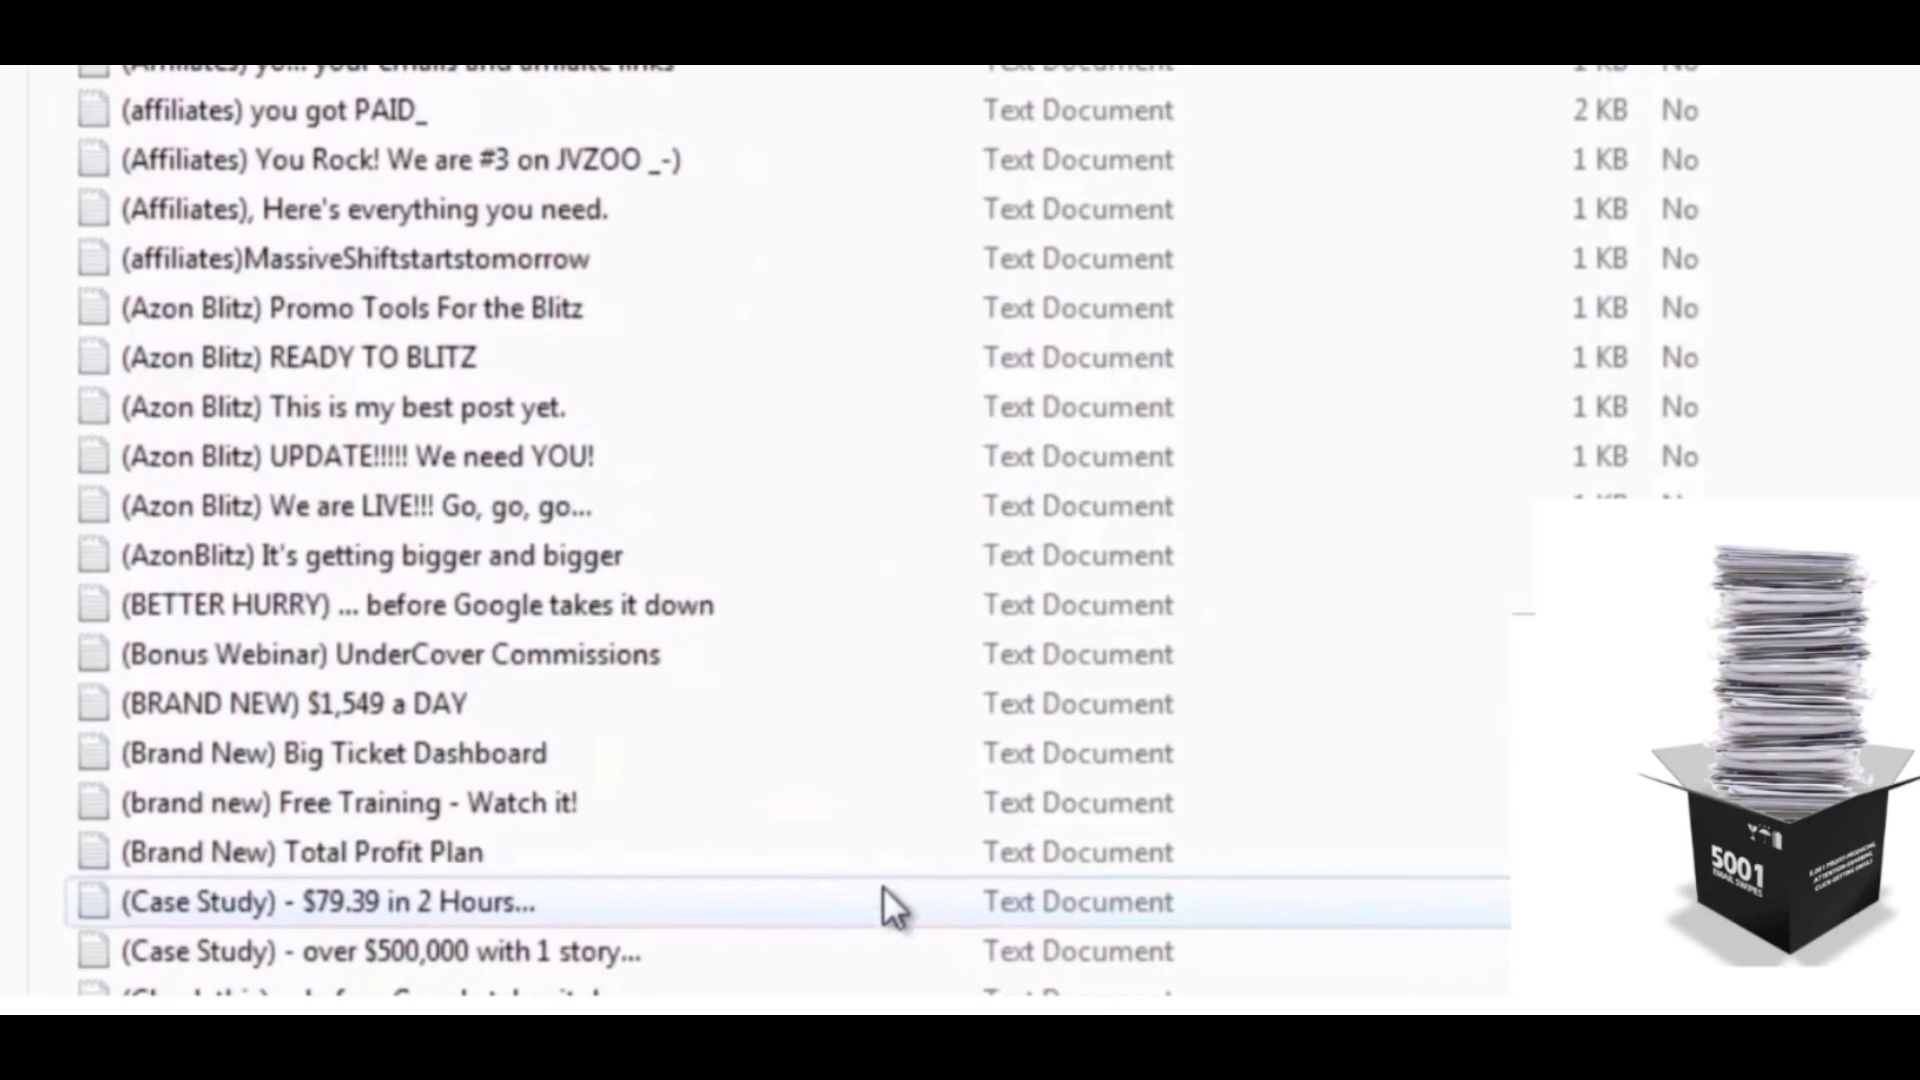 (affiliates) you got PAID_ Text Document 2 KB No
(Affiliates) You Rock! We are #3 on JVZOO _-) Text Document 1 KB No
(Affiliates), Here's everything you need. Text Document 1 KB No
(affiliates)MassiveShiftstartstomorrow Text Document 1 KB No
(Azon Blitz) Promo Tools For the Blitz Text Document 1 KB No
(Azon Blitz) READY TO BLITZ Text Document 1 KB No
(Azon Blitz) This is my best post yet. Text Document 1 KB No
(Azon Blitz) UPDATE!!!!! We need YOU! Text Document 1 KB No
(Azon Blitz) We are LIVE!!! Go, go, go... Text Document
(AzonBlitz) It's getting bigger and bigger Text Document
(BETTER HURRY) ... before Google takes it down Text Document
(Bonus Webinar) UnderCover Commissions Text Document
(BRAND NEW) $1,549 a DAY Text Document
(Brand New) Big Ticket Dashboard Text Document
(brand new) Free Training - Watch it! Text Document
(Brand New) Total Profit Plan Text Document
(Case Study) - $79.39 in 2 Hours... Text Document
(Case Study) - over $500,000 with 1 story... Text Document
5001
EMAIL SWIPES